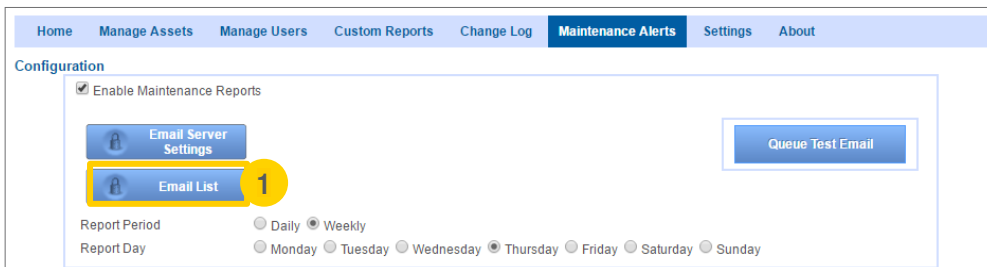 Home Manage Assets Manage Users Custom Reports Change Log Maintenance Alerts Settings About
Configuration
Enable Maintenance Reports
Email Server
Settings
Queue Test Email
Email List 1
Report Period Daily Weekly
Report Day Monday Tuesday Wednesday Thursday Friday Saturday Sunday